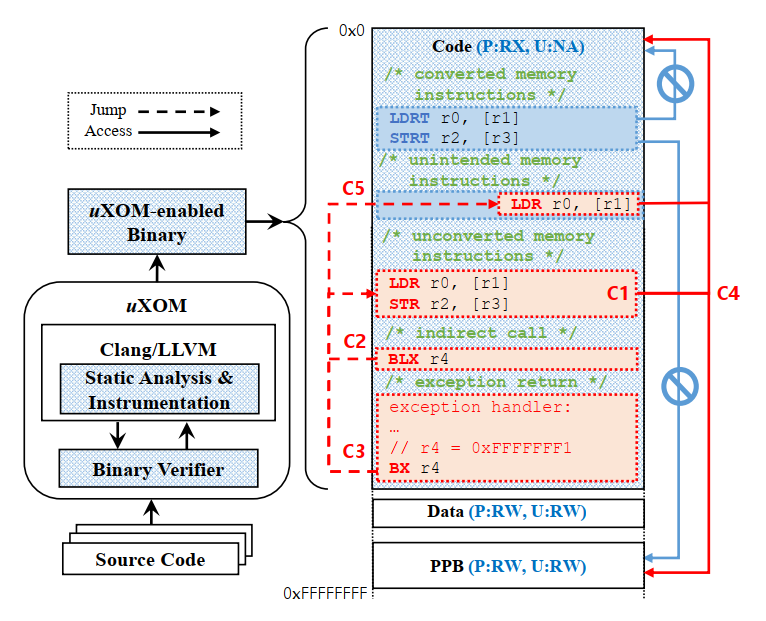 0x0
Code (P:RX, U:NA)
/* converted memory
instructions */
LDRT r0, [r1]
STRT r2, [r3]
/* unintended memory
instructions */
LDR r0, [r1]
/* unconverted memory
instructions */
LDR r0, [r1]
STR r2, [r3]
C1
/* indirect call */
BLX r4
/* exception return */
exception handler:
…
// r4 = 0xFFFFFFF1
BX r4
Data (P:RW, U:RW)
PPB (P:RW, U:RW)
0xFFFFFFFF
C5
C2
C3
C4
Jump
Access
uXOM-enabled
Binary
uXOM
Clang/LLVM
Static Analysis &
Instrumentation
Binary Verifier
Source Code